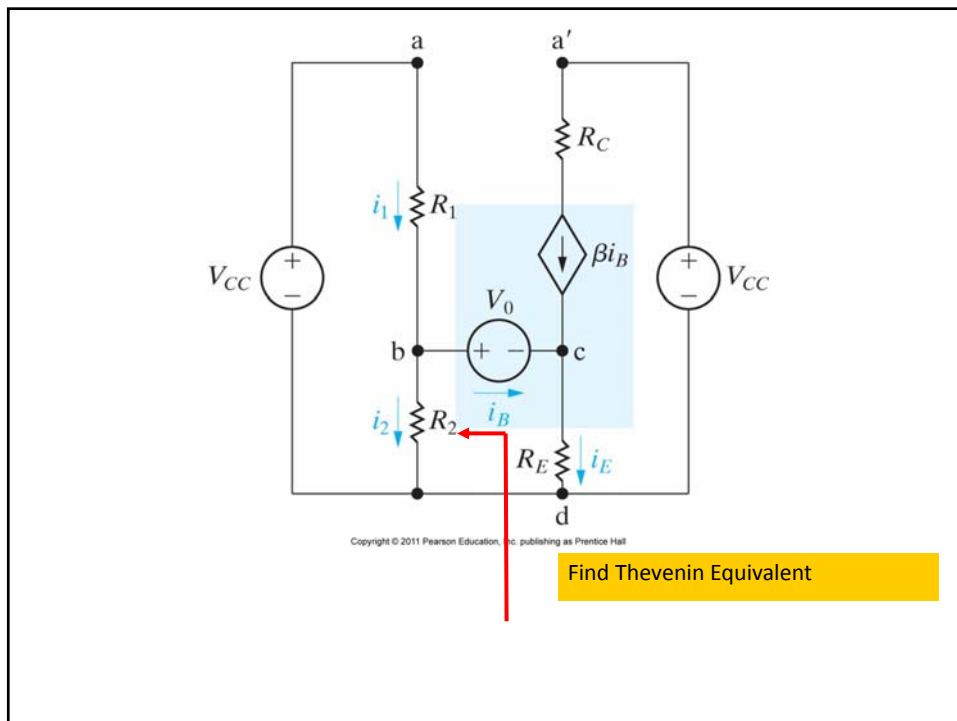 a a′
R_C
i_1 R_1
βi_B
V_CC + − + − V_CC
V_0
b + − c
i_B
i_2 R_2
R_E i_E
d
Copyright © 2011 Pearson Education, Inc. publishing as Prentice Hall
Find Thevenin Equivalent